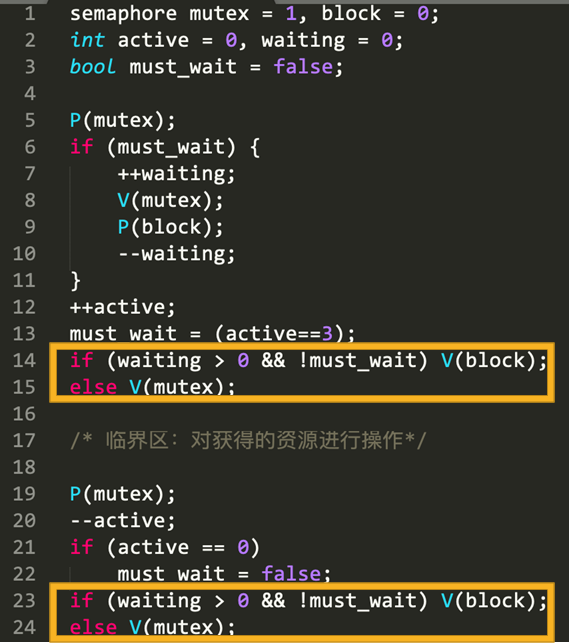 1 semaphore mutex = 1, block = 0;
2 int active = 0, waiting = 0;
3 bool must_wait = false;
4
5 P(mutex);
6 if (must_wait) {
7 ++waiting;
8 V(mutex);
9 P(block);
10 --waiting;
11 }
12 ++active;
13 must_wait = (active==3);
14 if (waiting > 0 && !must_wait) V(block);
15 else V(mutex);
16
17 /* 临界区：对获得的资源进行操作*/
18
19 P(mutex);
20 --active;
21 if (active == 0)
22 must_wait = false;
23 if (waiting > 0 && !must_wait) V(block);
24 else V(mutex);